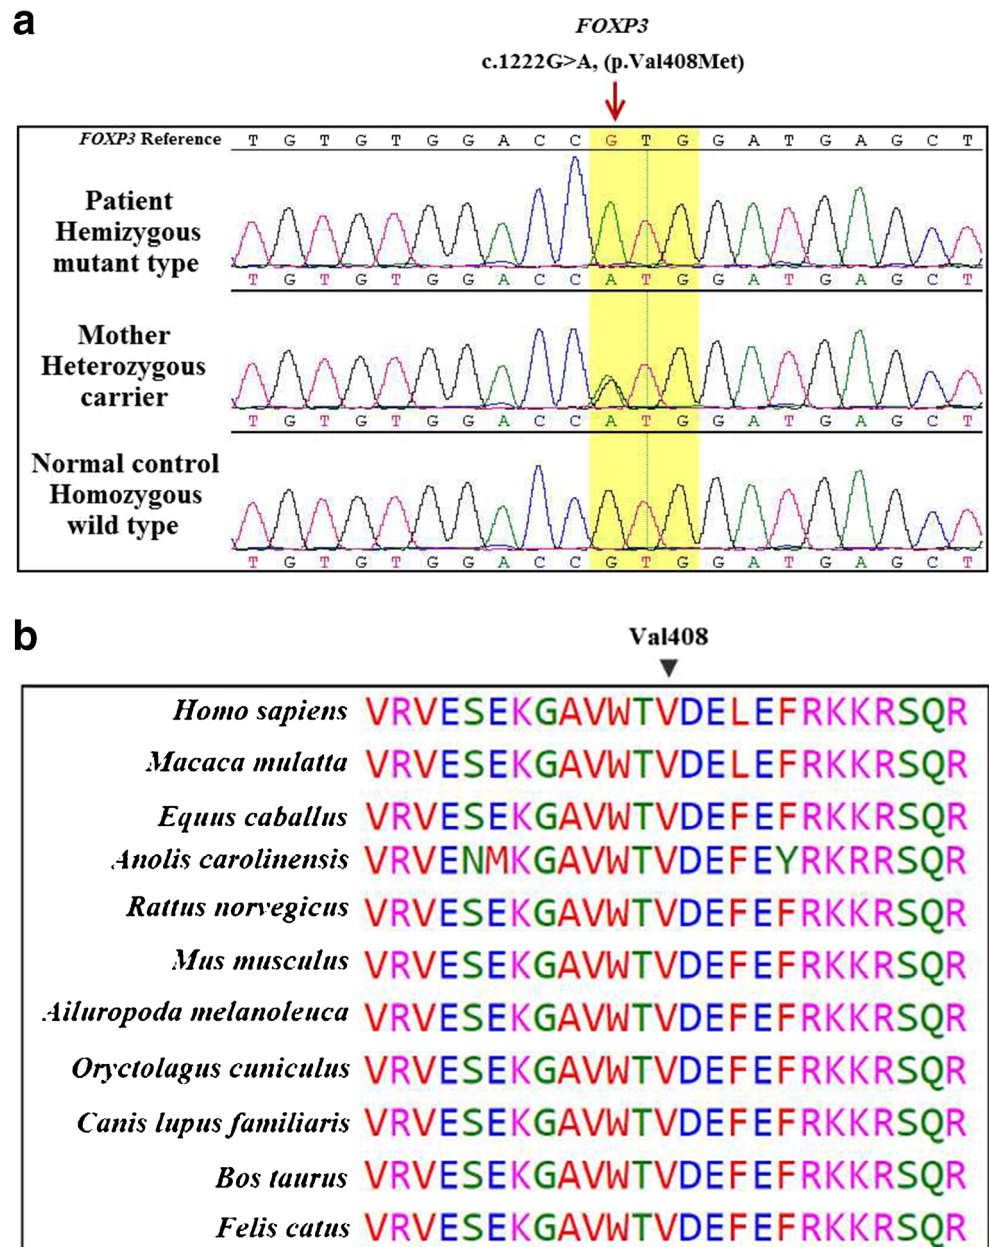 a
FOXP3
c.1222G>A, (p.Val408Met)
FOXP3 Reference T G T G T G G A C C G T G G A T G A G C T
Patient
Hemizygous
mutant type
T G T G T G G A C C A T G G A T G A G C T
Mother
Heterozygous
carrier
T G T G T G G A C C A T G G A T G A G C T
Normal control
Homozygous
wild type
T G T G T G G A C C G T G G A T G A G C T
b
Val408
Homo sapiens VRVESEKGAVWTVDELEFRKKRSQR
Macaca mulatta VRVESEKGAVWTVDELEFRKKRSQR
Equus caballus VRVESEKGAVWTVDEFEFRKKRSQR
Anolis carolinensis VRVENMKGAVWTVDEFEYRKRRSQR
Rattus norvegicus VRVESEKGAVWTVDEFEFRKKRSQR
Mus musculus VRVESEKGAVWTVDEFEFRKKRSQR
Ailuropoda melanoleuca VRVESEKGAVWTVDEFEFRKKRSQR
Oryctolagus cuniculus VRVESEKGAVWTVDEFEFRKKRSQR
Canis lupus familiaris VRVESEKGAVWTVDEFEFRKKRSQR
Bos taurus VRVESEKGAVWTVDEFEFRKKRSQR
Felis catus VRVESEKGAVWTVDEFEFRKKRSQR